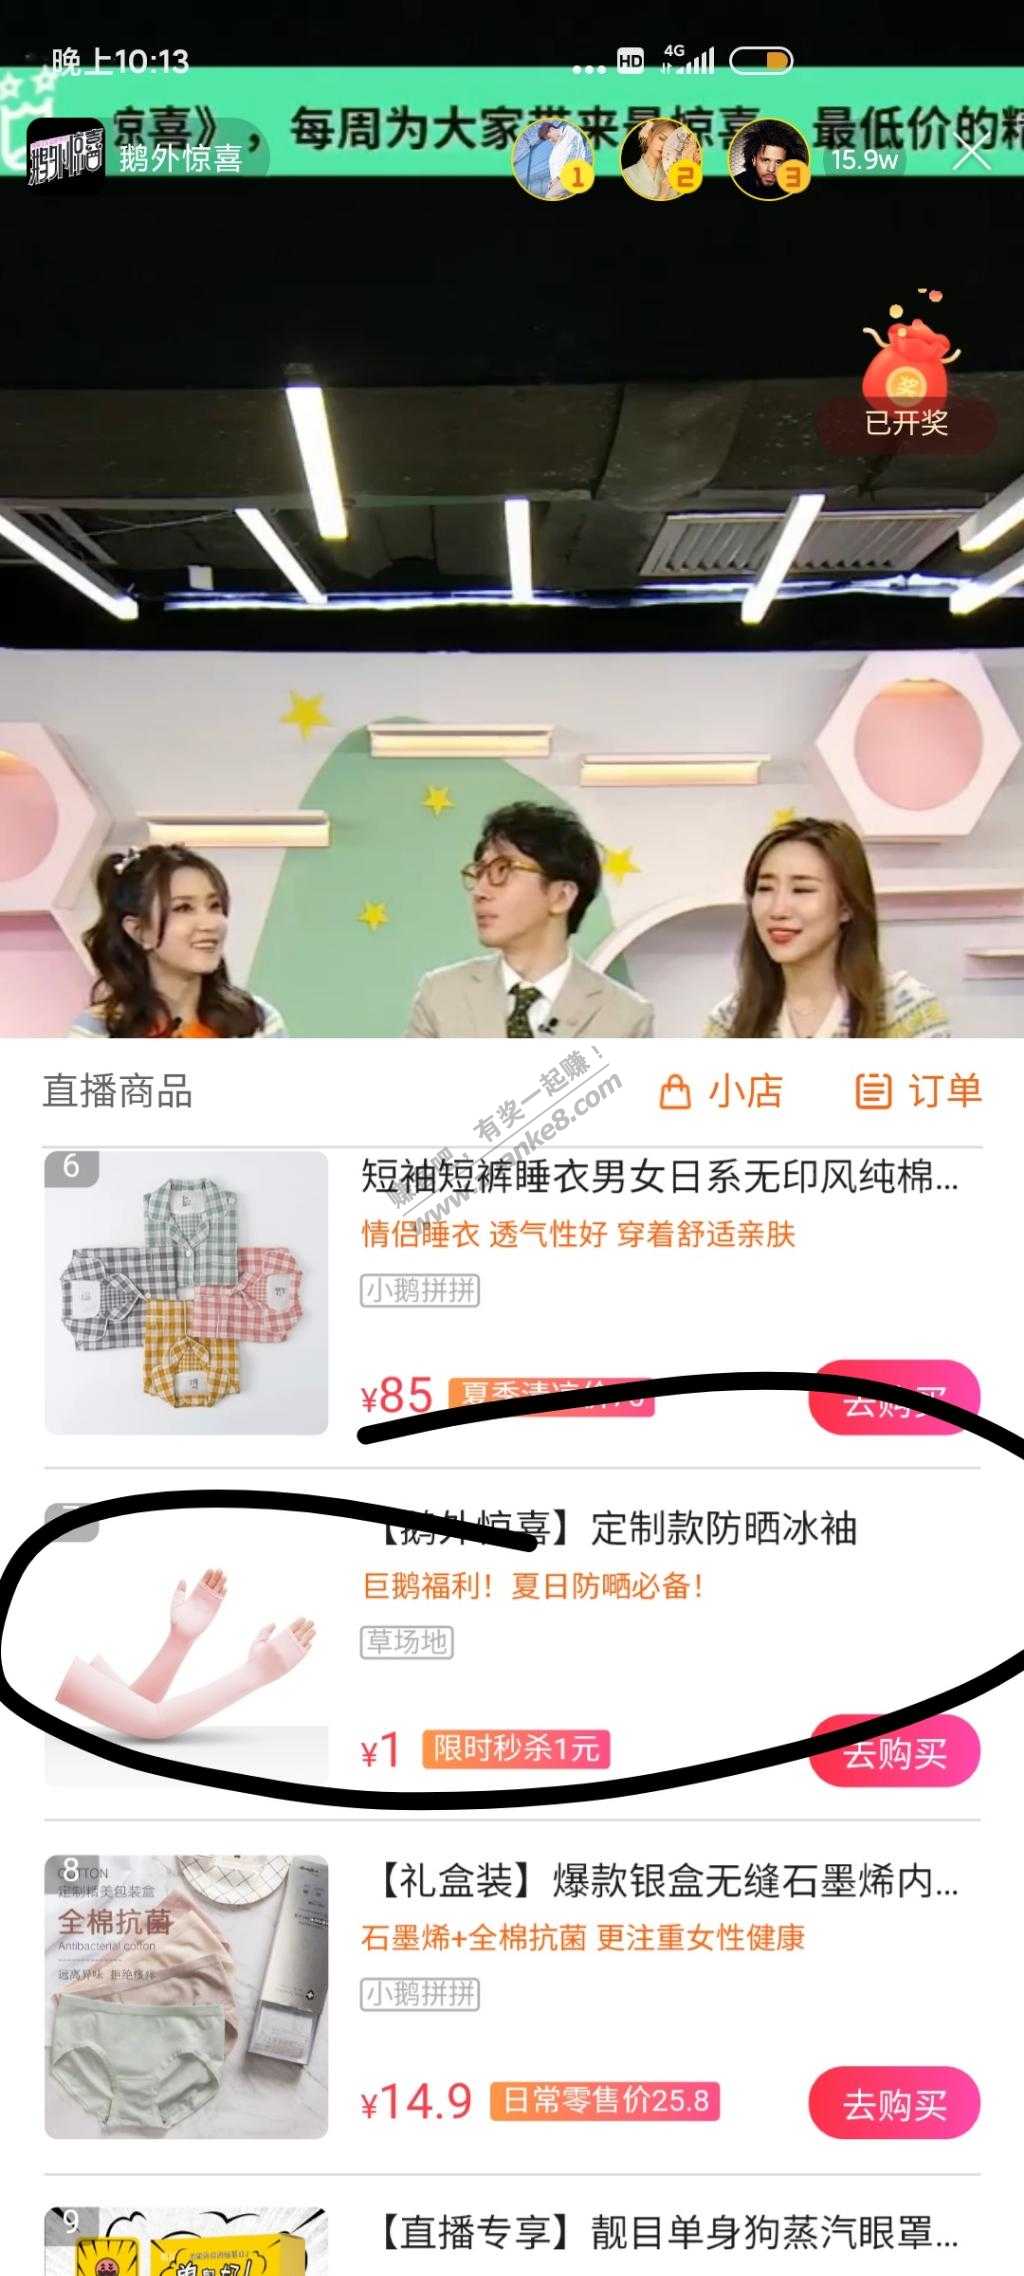 晚上10:13
HD 4G
惊喜》，每周为大家带来最惊喜、最低价的精
鹅外惊喜
鹅外惊喜
1
2
3
15.9w
奖
已开奖
直播商品
小店
订单
赚客吧，有奖一起赚！
www.zuanke8.com
6
短袖短裤睡衣男女日系无印风纯棉...
情侣睡衣 透气性好 穿着舒适亲肤
小鹅拼拼
¥85
去购买
【鹅外惊喜】定制款防晒冰袖
巨鹅福利！夏日防嗮必备！
草场地
¥1 限时秒杀1元
去购买
8
COTTON
定制精美包装盒
全棉抗菌
Antibacterial cotton
【礼盒装】爆款银盒无缝石墨烯内...
石墨烯+全棉抗菌 更注重女性健康
小鹅拼拼
¥14.9 日常零售价25.8
去购买
9
【直播专享】靓目单身狗蒸汽眼罩...